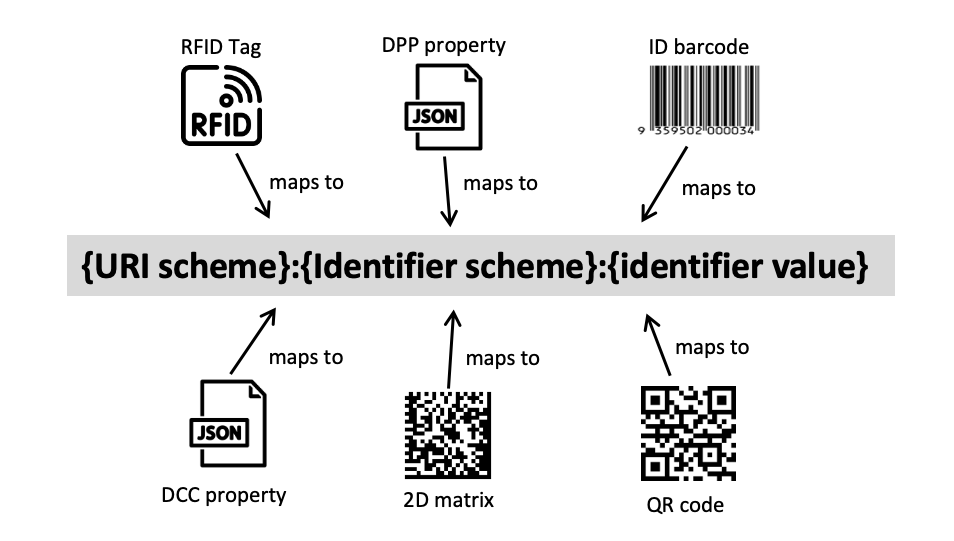 RFID Tag
DPP property
ID barcode
RFID
JSON
9 359502 000034
maps to
maps to
maps to
{URI scheme}:{Identifier scheme}:{identifier value}
maps to
maps to
maps to
JSON
DCC property
2D matrix
QR code